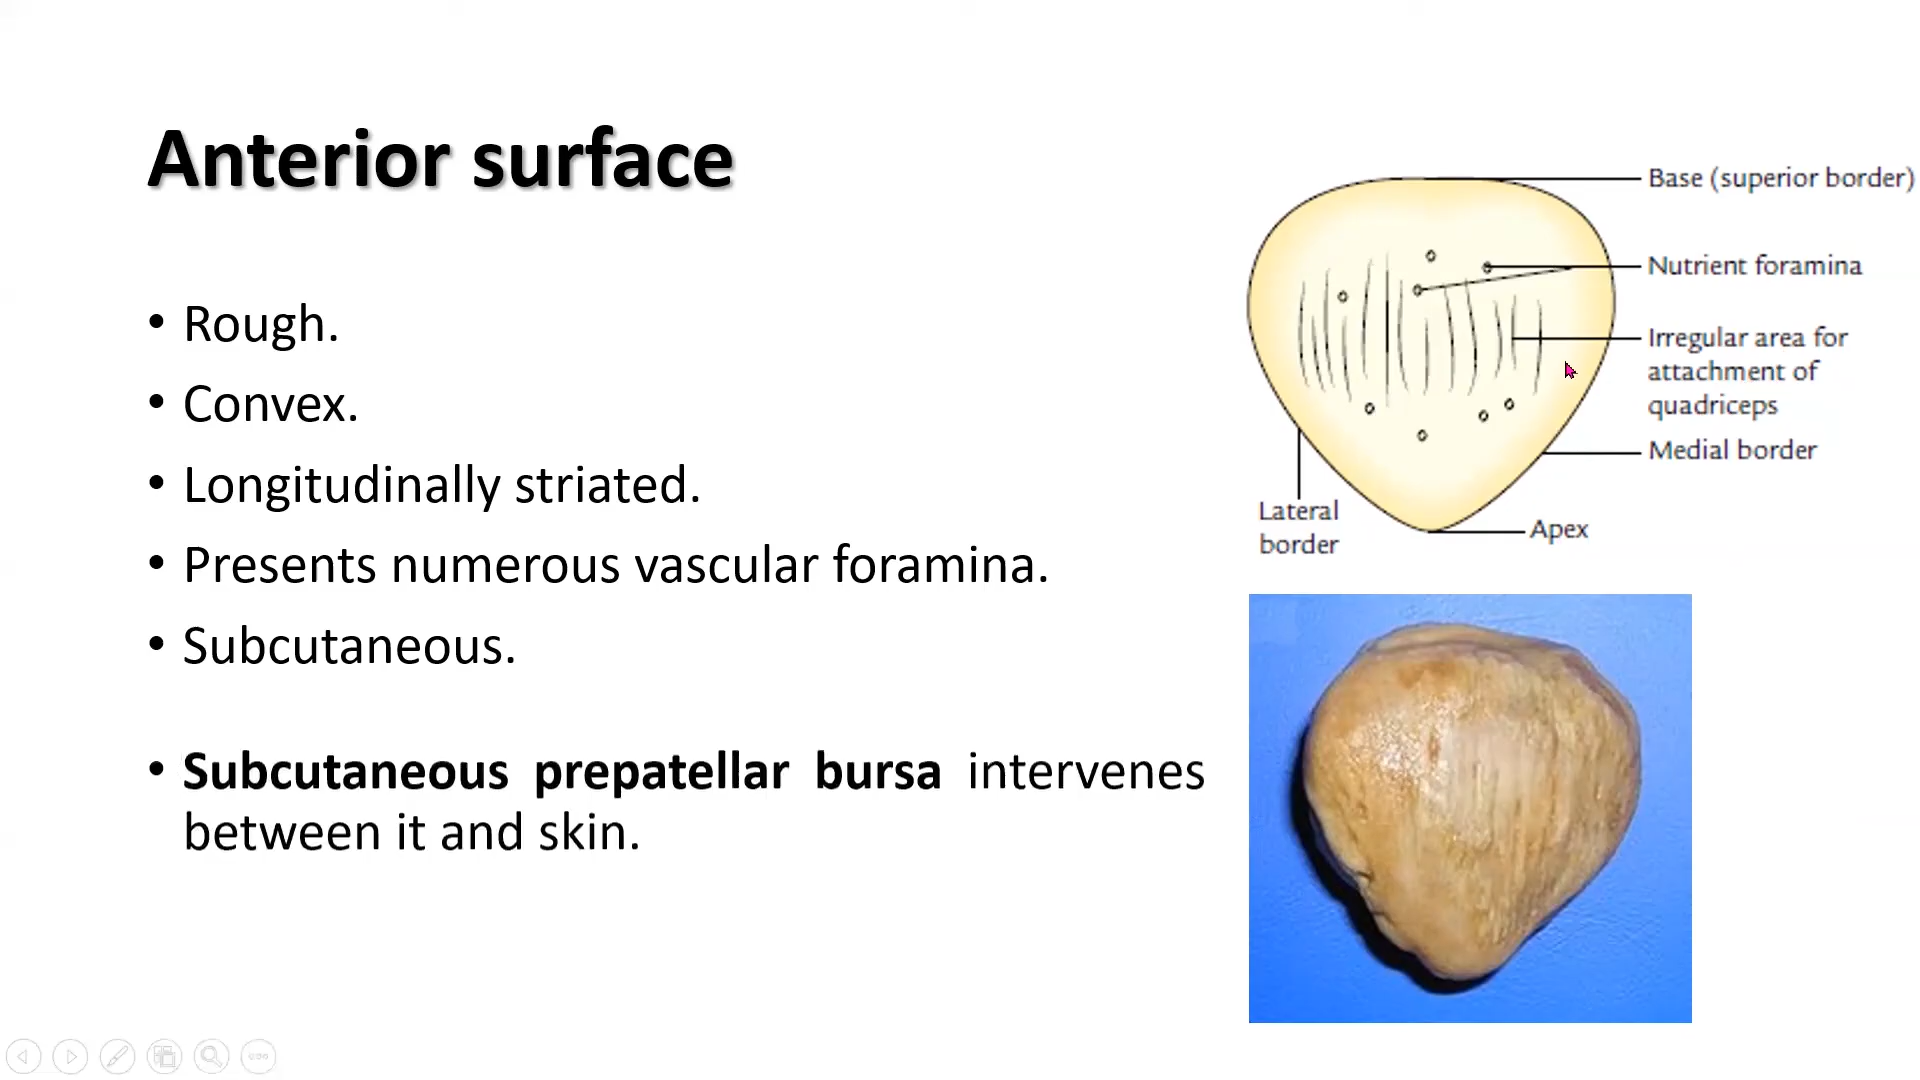 Anterior surface
• Rough.
• Convex.
• Longitudinally striated.
• Presents numerous vascular foramina.
• Subcutaneous.
• Subcutaneous prepatellar bursa intervenes
between it and skin.
Base (superior border)
Nutrient foramina
Irregular area for
attachment of
quadriceps
Medial border
Lateral
border
Apex